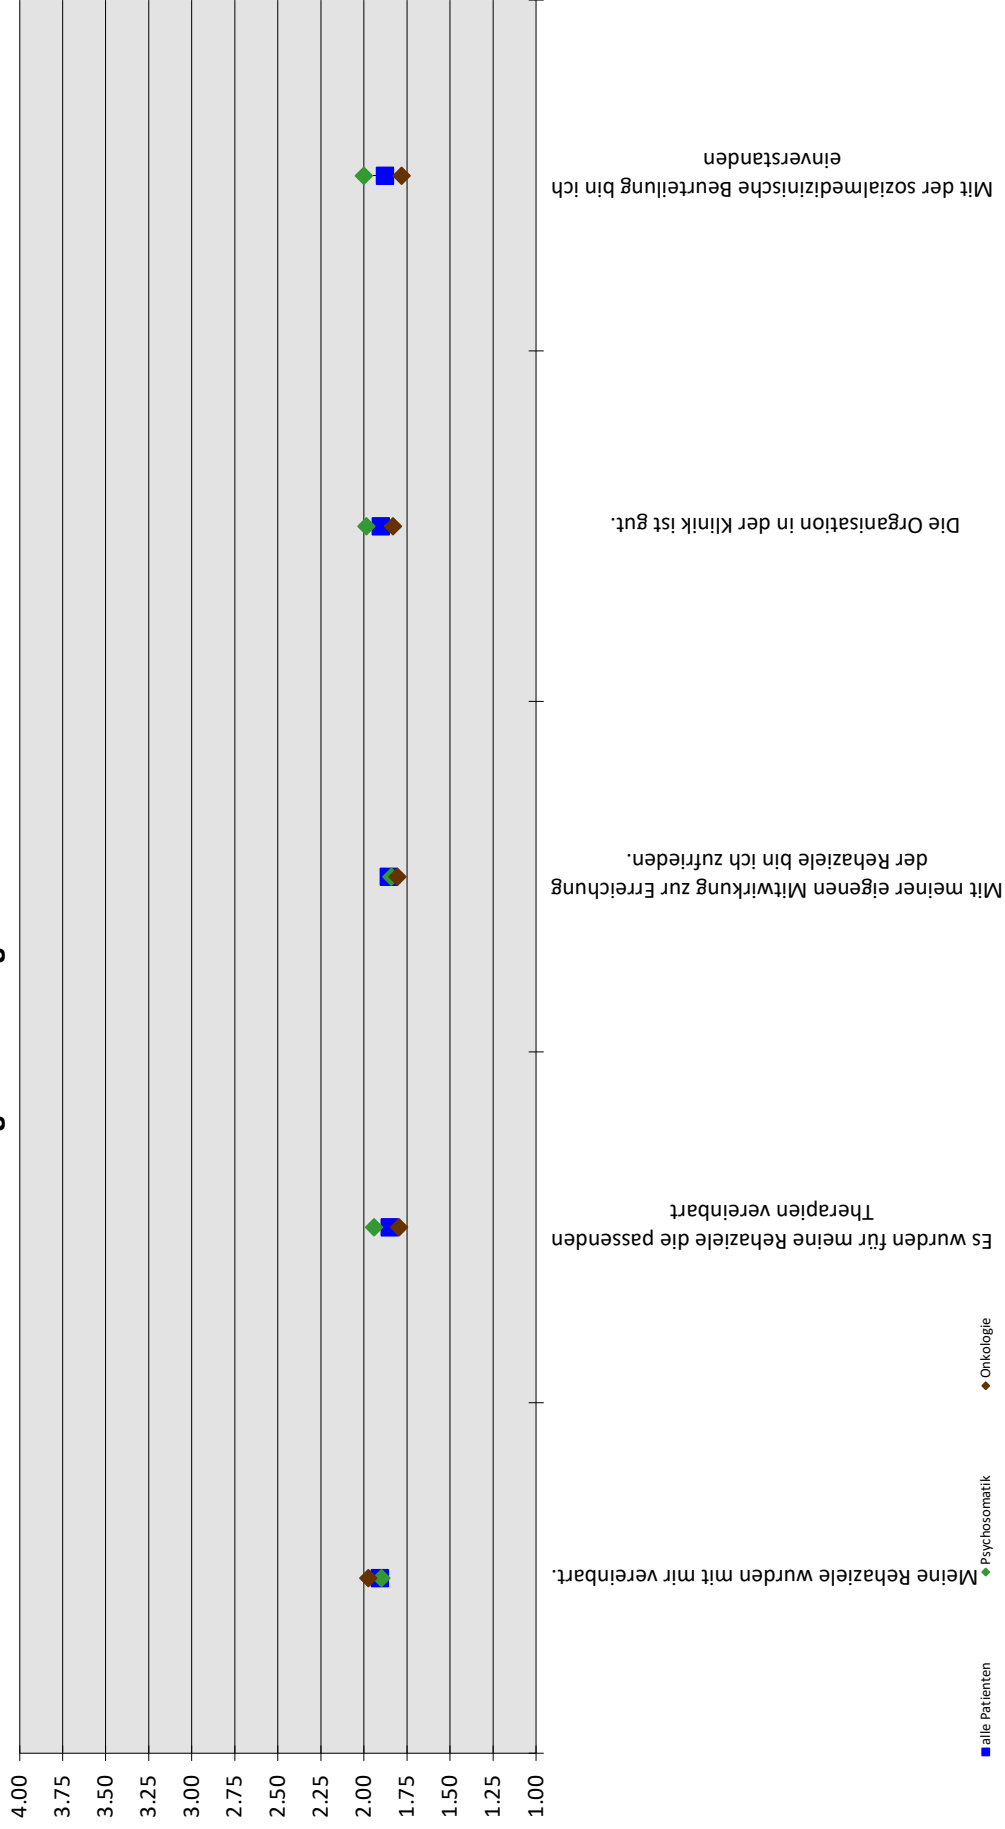 4.00
3.75
3.50
3.25
3.00
2.75
2.50
2.25
2.00
1.75
1.50
1.25
1.00
Meine Rehaziele wurden mit mir vereinbart.
Es wurden für meine Rehaziele die passenden
Therapien vereinbart
Mit meiner eigenen Mitwirkung zur Erreichung
der Rehaziele bin ich zufrieden.
Die Organisation in der Klinik ist gut.
Mit der sozialmedizinische Beurteilung bin ich
einverstanden
alle Patienten
Psychosomatik
Onkologie